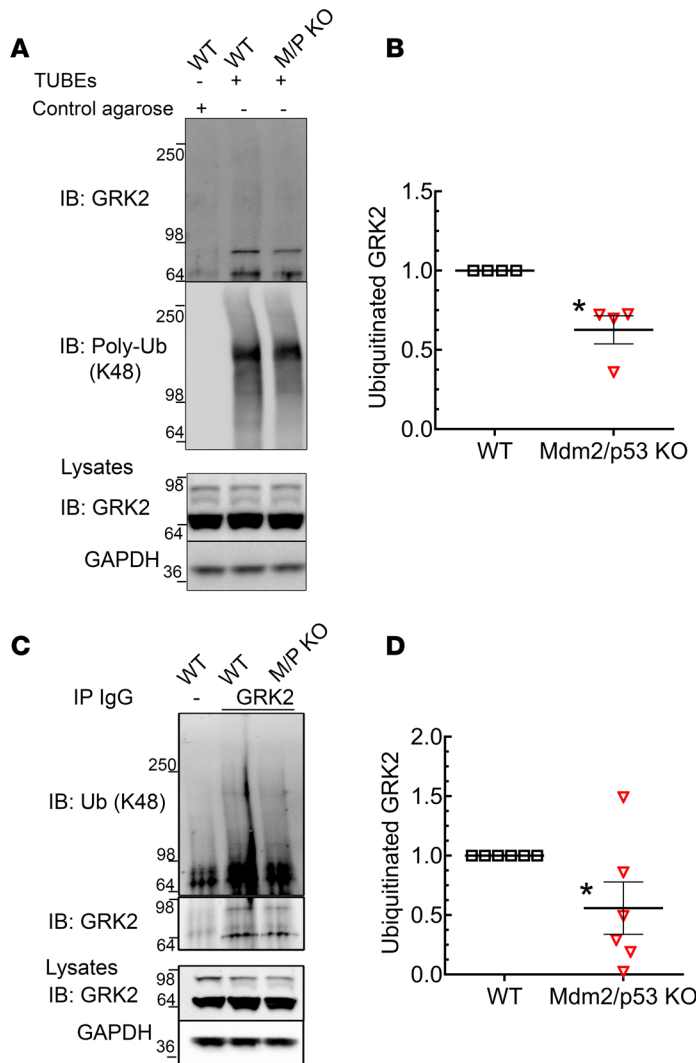 A
WT
WT
M/P KO
TUBEs
- + +
Control agarose + - -
250
IB: GRK2
98
64
250
IB: Poly-Ub
(K48)
98
64
Lysates
98
IB: GRK2
64
GAPDH
36
B
Ubiquitinated GRK2
1.5
1.0
*
0.5
0.0
WT Mdm2/p53 KO
C
WT
WT
M/P KO
IP IgG - GRK2
250
IB: Ub (K48)
98
64
98
IB: GRK2
64
Lysates
98
IB: GRK2
64
GAPDH
36
D
Ubiquitinated GRK2
2.0
1.5
1.0
*
0.5
0.0
WT Mdm2/p53 KO